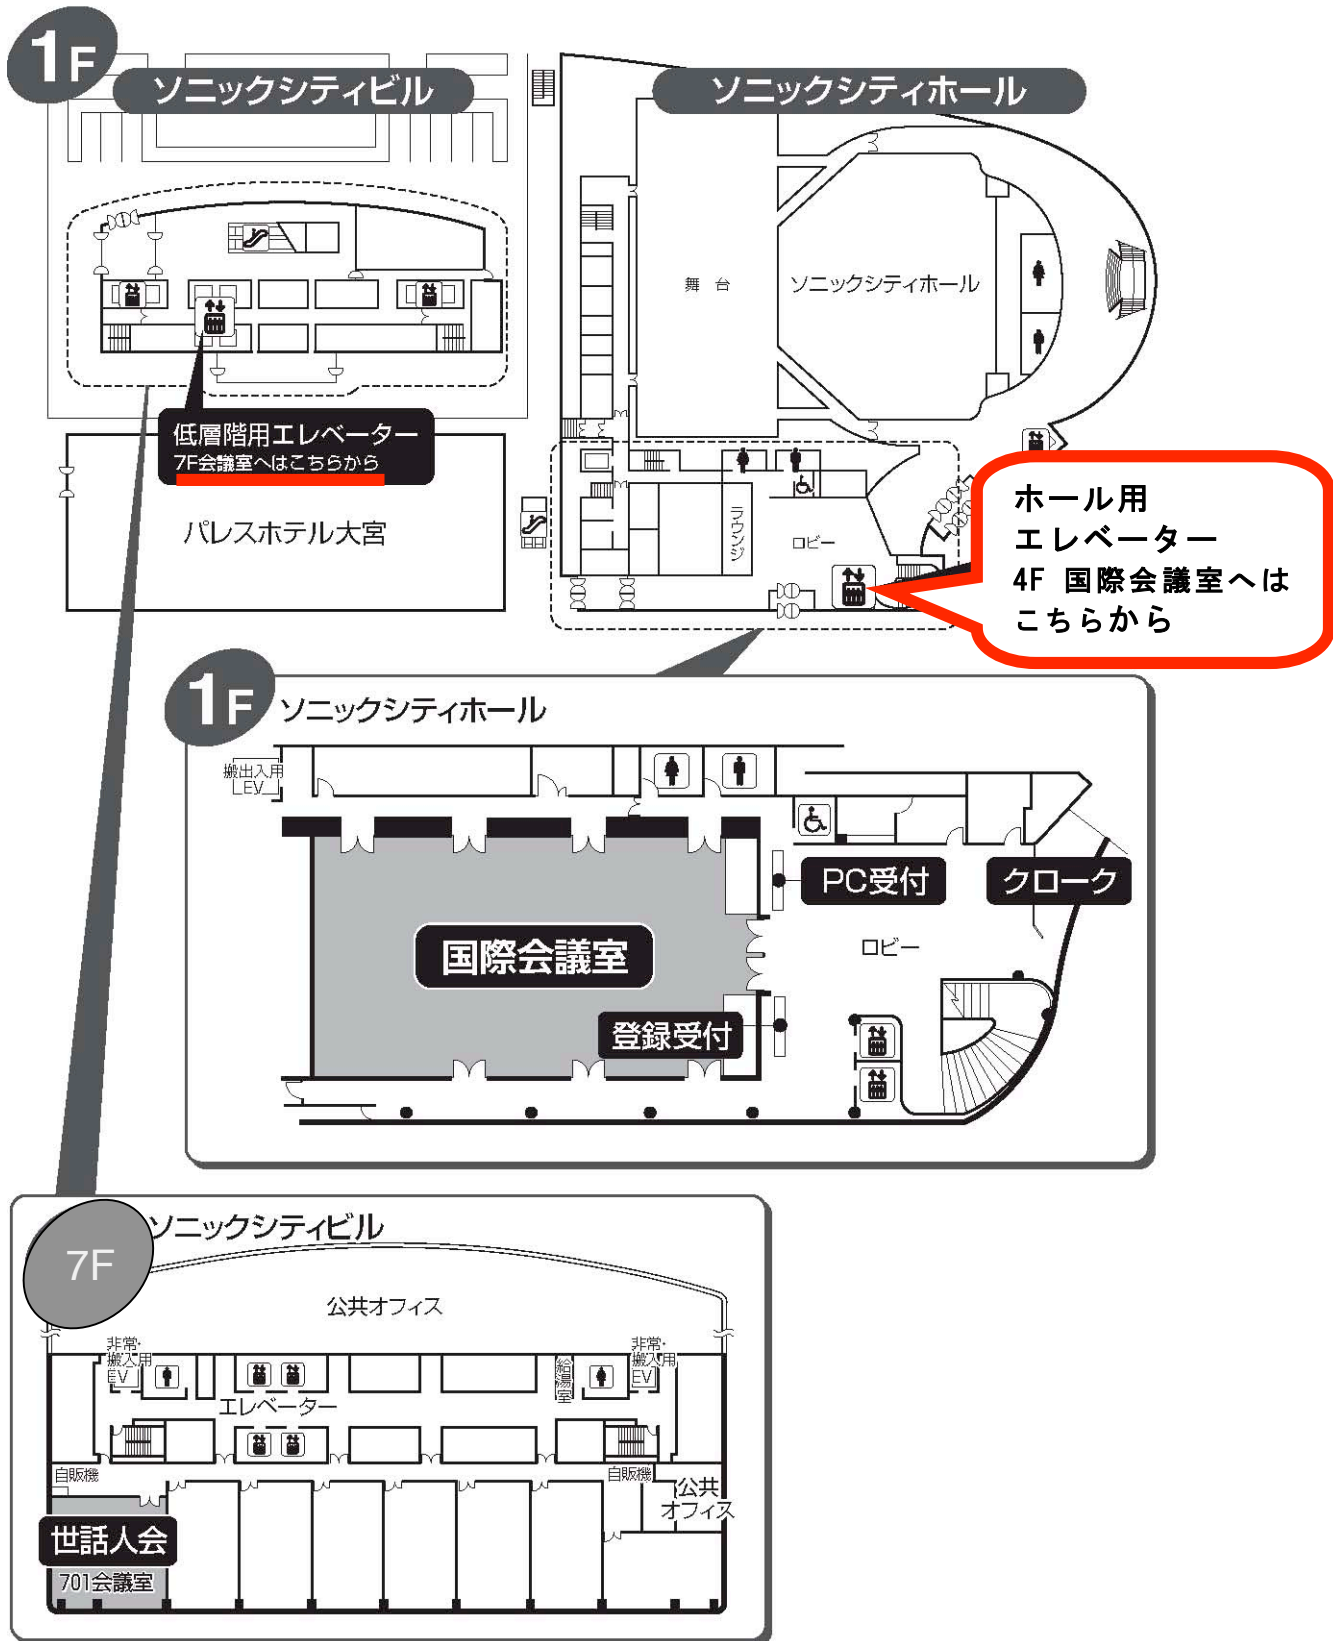 1F
ソニックシティビル
ソニックシティホール
舞 台
ソニックシティホール
低層階用エレベーター
7F会議室へはこちらから
パレスホテル大宮
ラウンジ
ロビー
ホール用
エレベーター
4F 国際会議室へは
こちらから
1F
ソニックシティホール
搬出入用
EV
PC受付
クローク
国際会議室
ロビー
登録受付
7F
ソニックシティビル
公共オフィス
非常・
搬入用
EV
エレベーター
給湯室
非常・
搬入用
EV
自販機
自販機
公共
オフィス
世話人会
701会議室